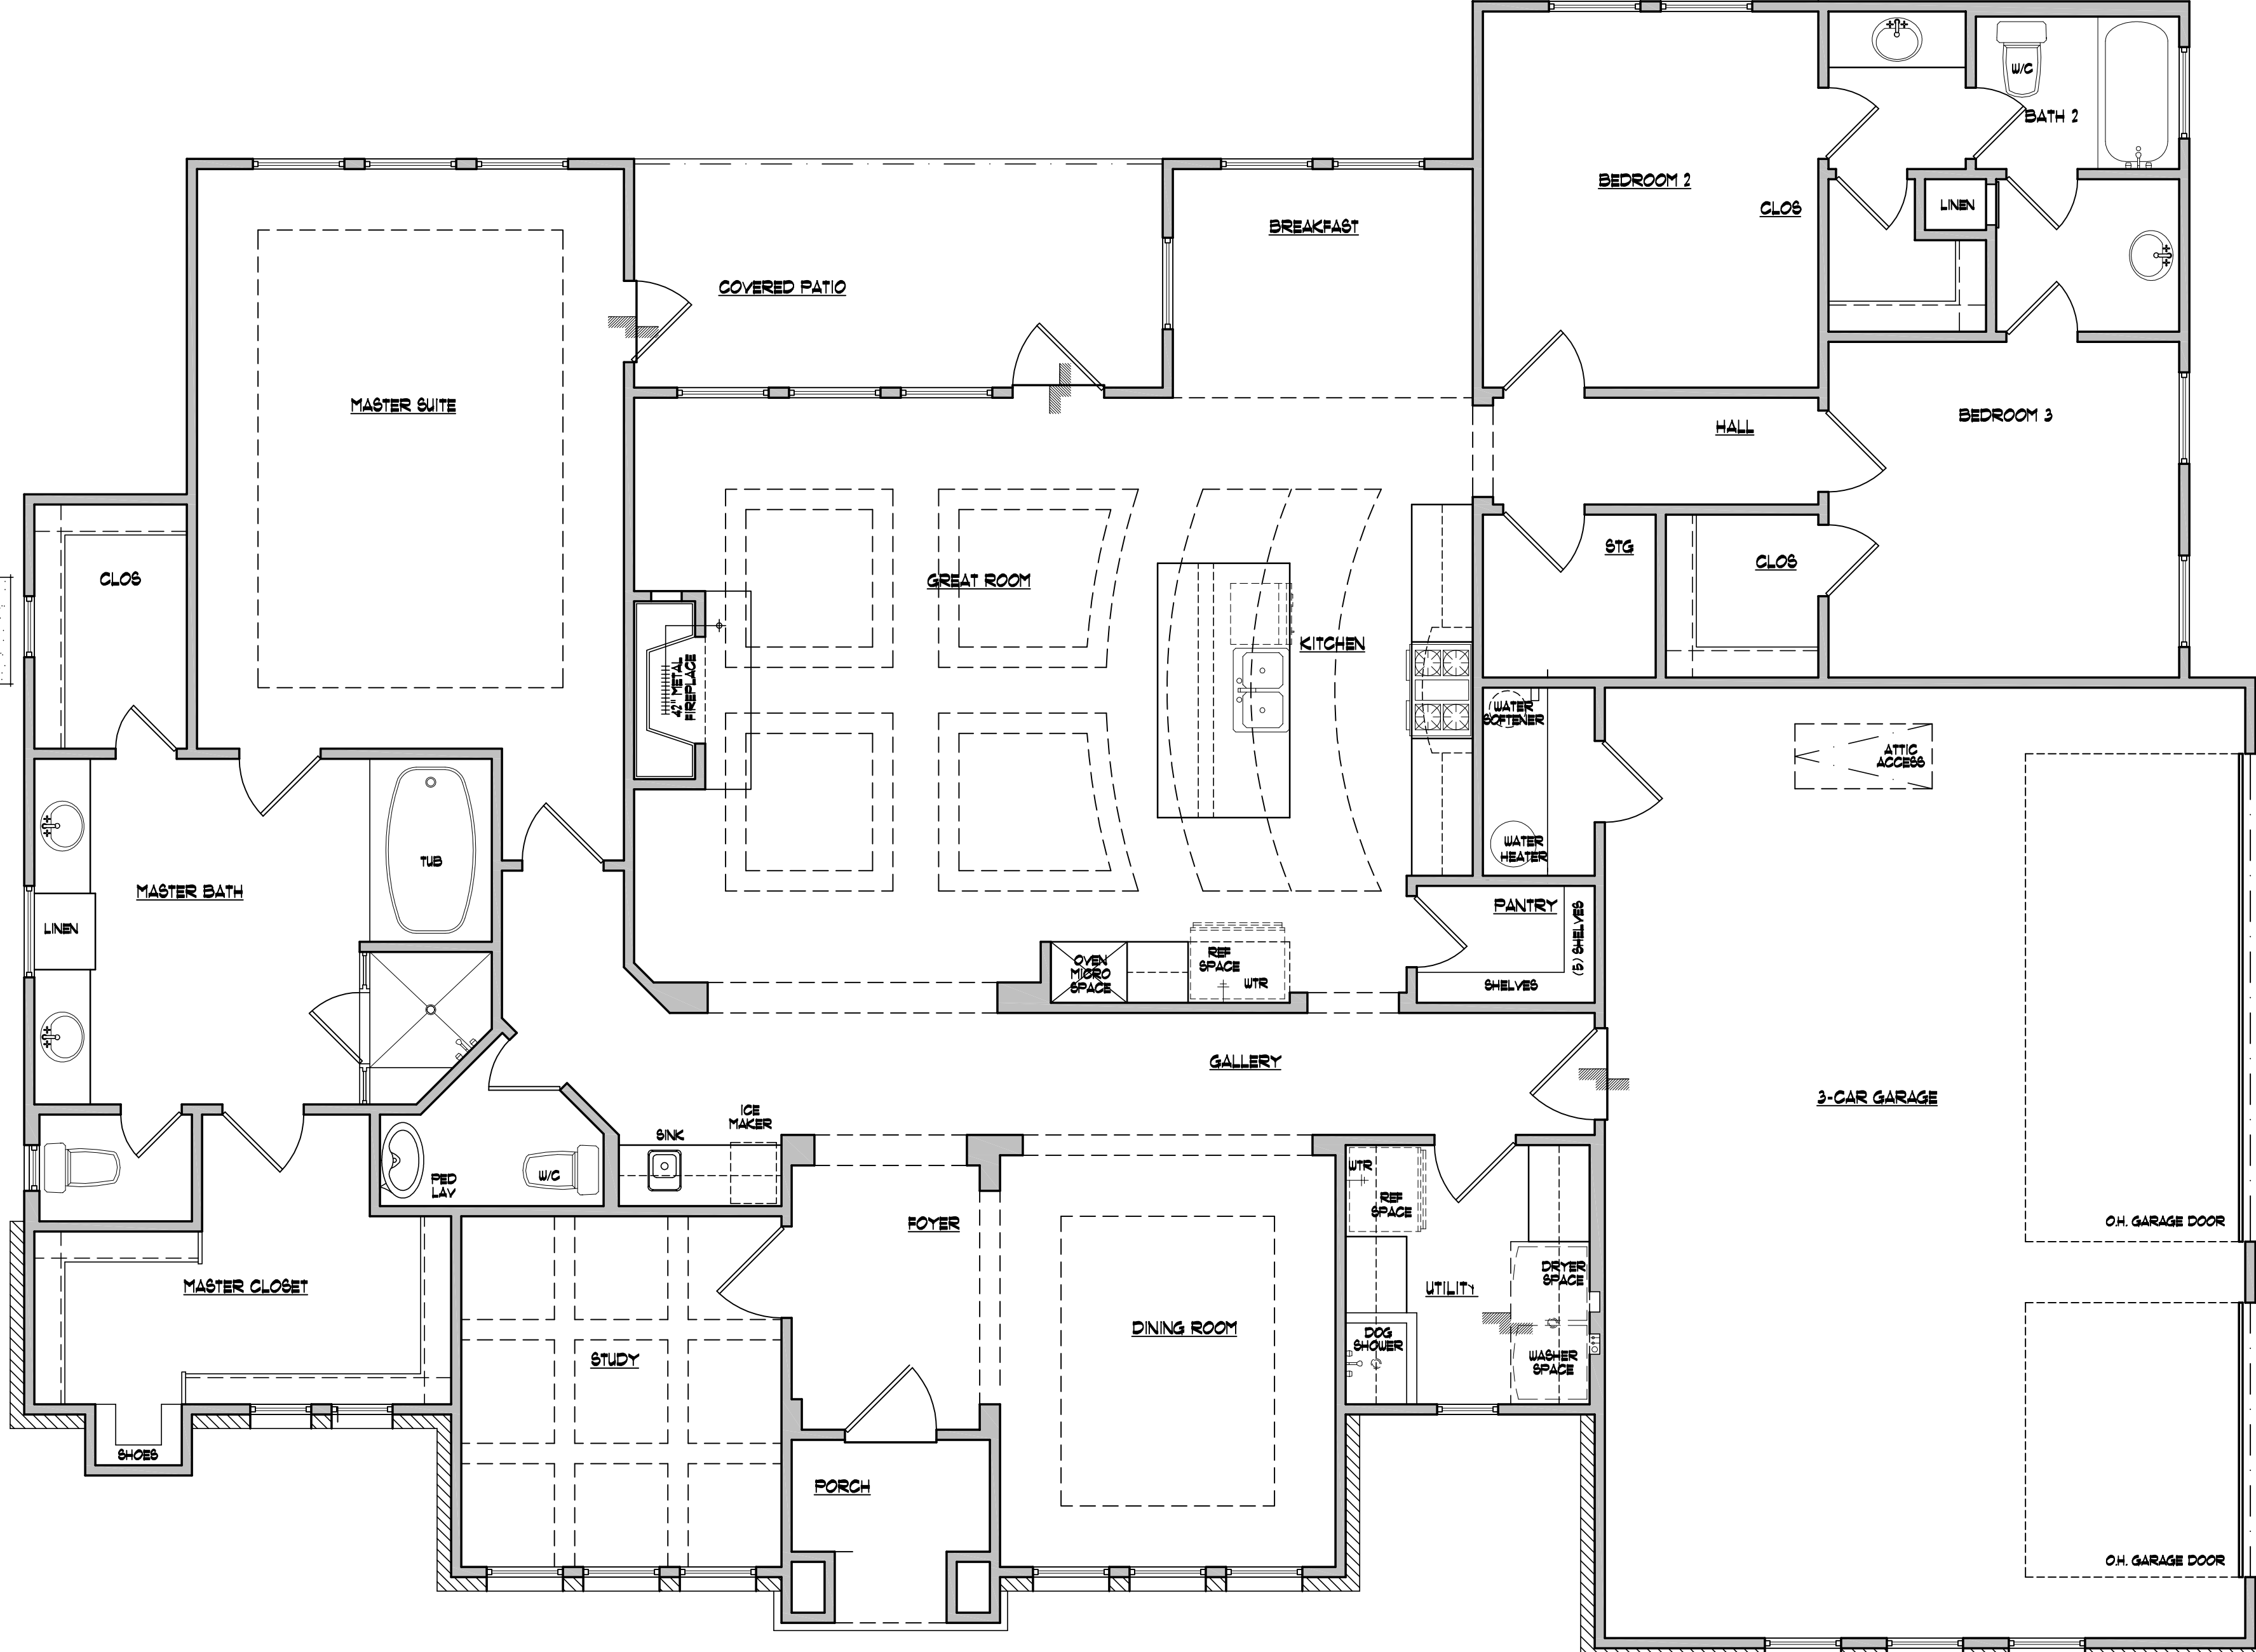 W/C
BATH 2
BEDROOM 2
CLOS
LINEN
BREAKFAST
COVERED PATIO
MASTER SUITE
HALL
BEDROOM 3
CLOS
GREAT ROOM
STG
CLOS
KITCHEN
42" METAL
FIREPLACE
WATER
SOFTENER
ATTIC
ACCESS
WATER
HEATER
TUB
MASTER BATH
LINEN
PANTRY
(5) SHELVES
SHELVES
OVEN
MICRO
SPACE
REF
SPACE
WTR
GALLERY
3-CAR GARAGE
ICE
MAKER
SINK
PED
LAV
W/C
WTR
REF
SPACE
FOYER
O.H. GARAGE DOOR
MASTER CLOSET
DRYER
SPACE
UTILITY
DINING ROOM
DOG
SHOWER
WASHER
SPACE
STUDY
SHOES
PORCH
O.H. GARAGE DOOR